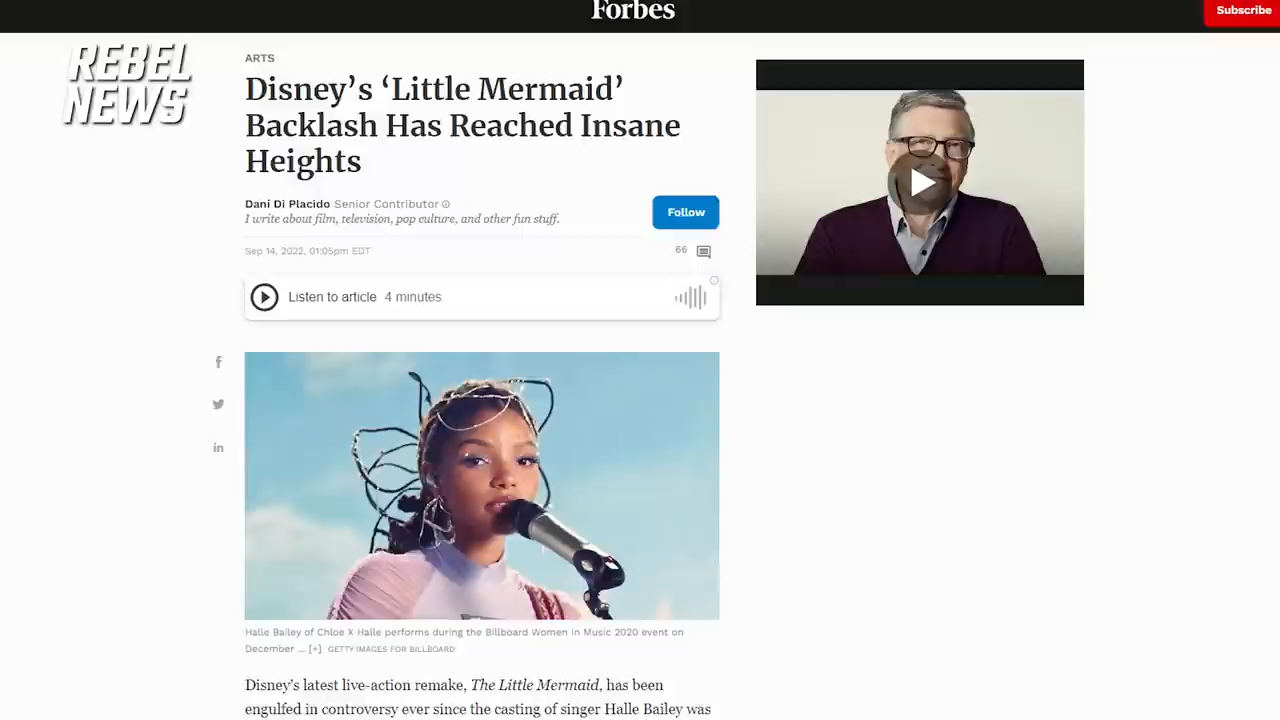 Forbes
Subscribe
REBEL
NEWS
ARTS
Disney’s ‘Little Mermaid’
Backlash Has Reached Insane
Heights
Dani Di Placido Senior Contributor
I write about film, television, pop culture, and other fun stuff.
Follow
Sep 14, 2022, 01:05pm EDT
66
Listen to article 4 minutes
f
in
Halle Bailey of Chloe X Halle performs during the Billboard Women In Music 2020 event on
December ... [+] GETTY IMAGES FOR BILLBOARD
Disney’s latest live-action remake, The Little Mermaid, has been
engulfed in controversy ever since the casting of singer Halle Bailey was